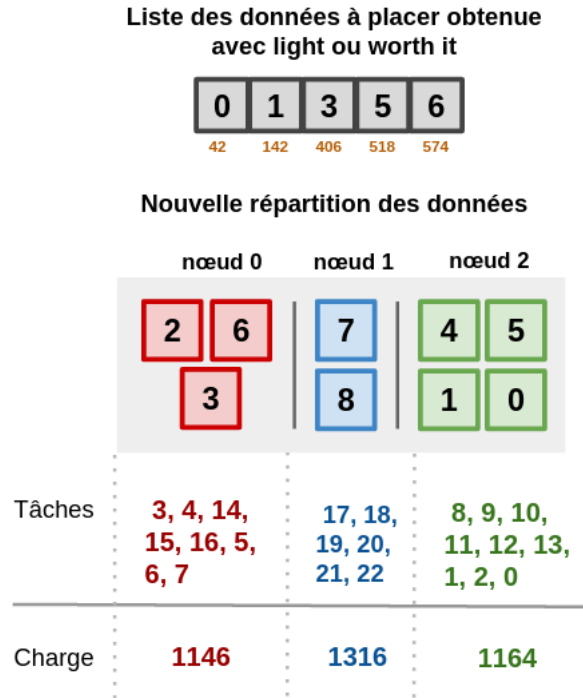 Liste des données à placer obtenue
avec light ou worth it
0 1 3 5 6
42 142 406 518 574
Nouvelle répartition des données
nœud 0 nœud 1 nœud 2
2 6 7 4 5
3 8 1 0
Tâches
3, 4, 14,
15, 16, 5,
6, 7
17, 18,
19, 20,
21, 22
8, 9, 10,
11, 12, 13,
1, 2, 0
Charge 1146 1316 1164